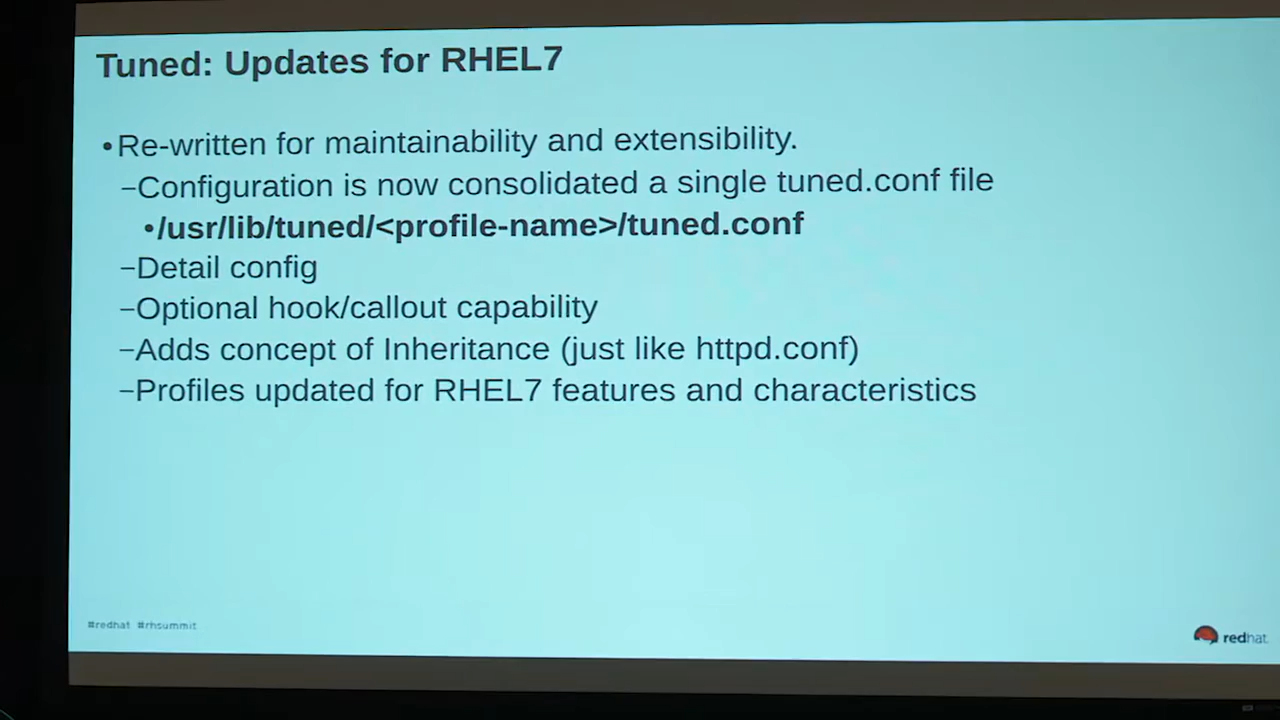 Tuned: Updates for RHEL7
•Re-written for maintainability and extensibility.
–Configuration is now consolidated a single tuned.conf file
•/usr/lib/tuned/<profile-name>/tuned.conf
–Detail config
–Optional hook/callout capability
–Adds concept of Inheritance (just like httpd.conf)
–Profiles updated for RHEL7 features and characteristics
#redhat #rhsummit
redhat.